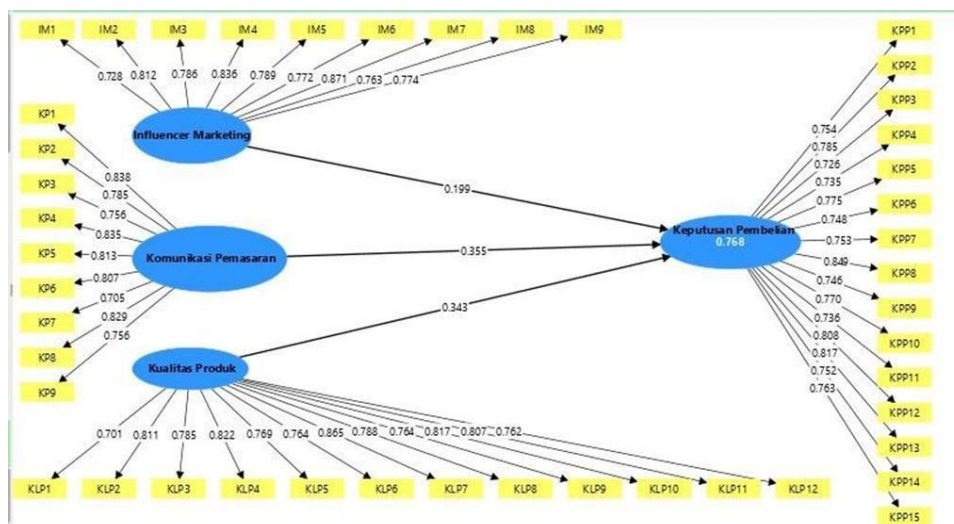 IM1 IM2 IM3 IM4 IM5 IM6 IM7 IM8 IM9
0.728 0.812 0.786 0.836 0.789 0.772 0.871 0.763 0.774
Influencer Marketing
KP1
KP2
KP3
KP4
KP5
KP6
KP7
KP8
KP9
0.838
0.785
0.756
0.835
0.813
0.807
0.705
0.829
0.756
Komunikasi Pemasaran
Kualitas Produk
0.199
0.355
0.343
Keputusan Pembelian
0.768
0.701 0.811 0.785 0.822 0.769 0.764 0.865 0.788 0.764 0.817 0.807 0.762
KLP1 KLP2 KLP3 KLP4 KLP5 KLP6 KLP7 KLP8 KLP9 KLP10 KLP11 KLP12
0.754
0.785
0.726
0.735
0.775
0.748
0.753
0.849
0.746
0.770
0.736
0.808
0.817
0.752
0.763
KPP1
KPP2
KPP3
KPP4
KPP5
KPP6
KPP7
KPP8
KPP9
KPP10
KPP11
KPP12
KPP13
KPP14
KPP15